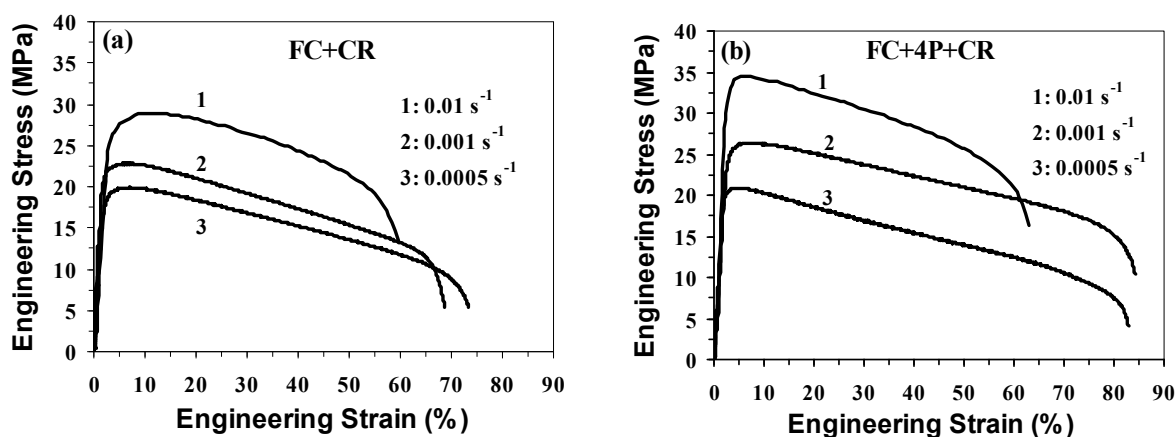 (a)
FC+CR
Engineering Stress (MPa)
40
35
30
25
20
15
10
5
0
1
2
3
1: 0.01 s⁻¹
2: 0.001 s⁻¹
3: 0.0005 s⁻¹
0 10 20 30 40 50 60 70 80 90
Engineering Strain (%)
(b)
FC+4P+CR
Engineering Stress (MPa)
40
35
30
25
20
15
10
5
0
1
2
3
1: 0.01 s⁻¹
2: 0.001 s⁻¹
3: 0.0005 s⁻¹
0 10 20 30 40 50 60 70 80 90
Engineering Strain (%)